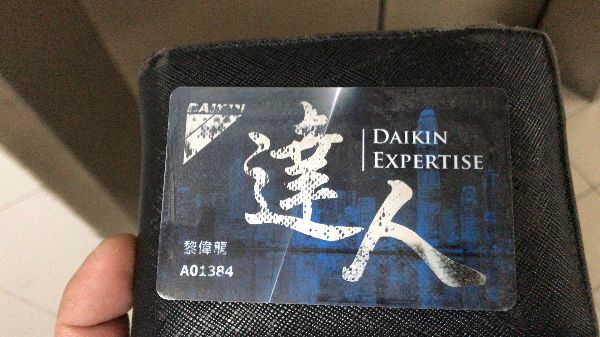 DAIKIN
達人
DAIKIN
EXPERTISE
黎偉龍
A01384